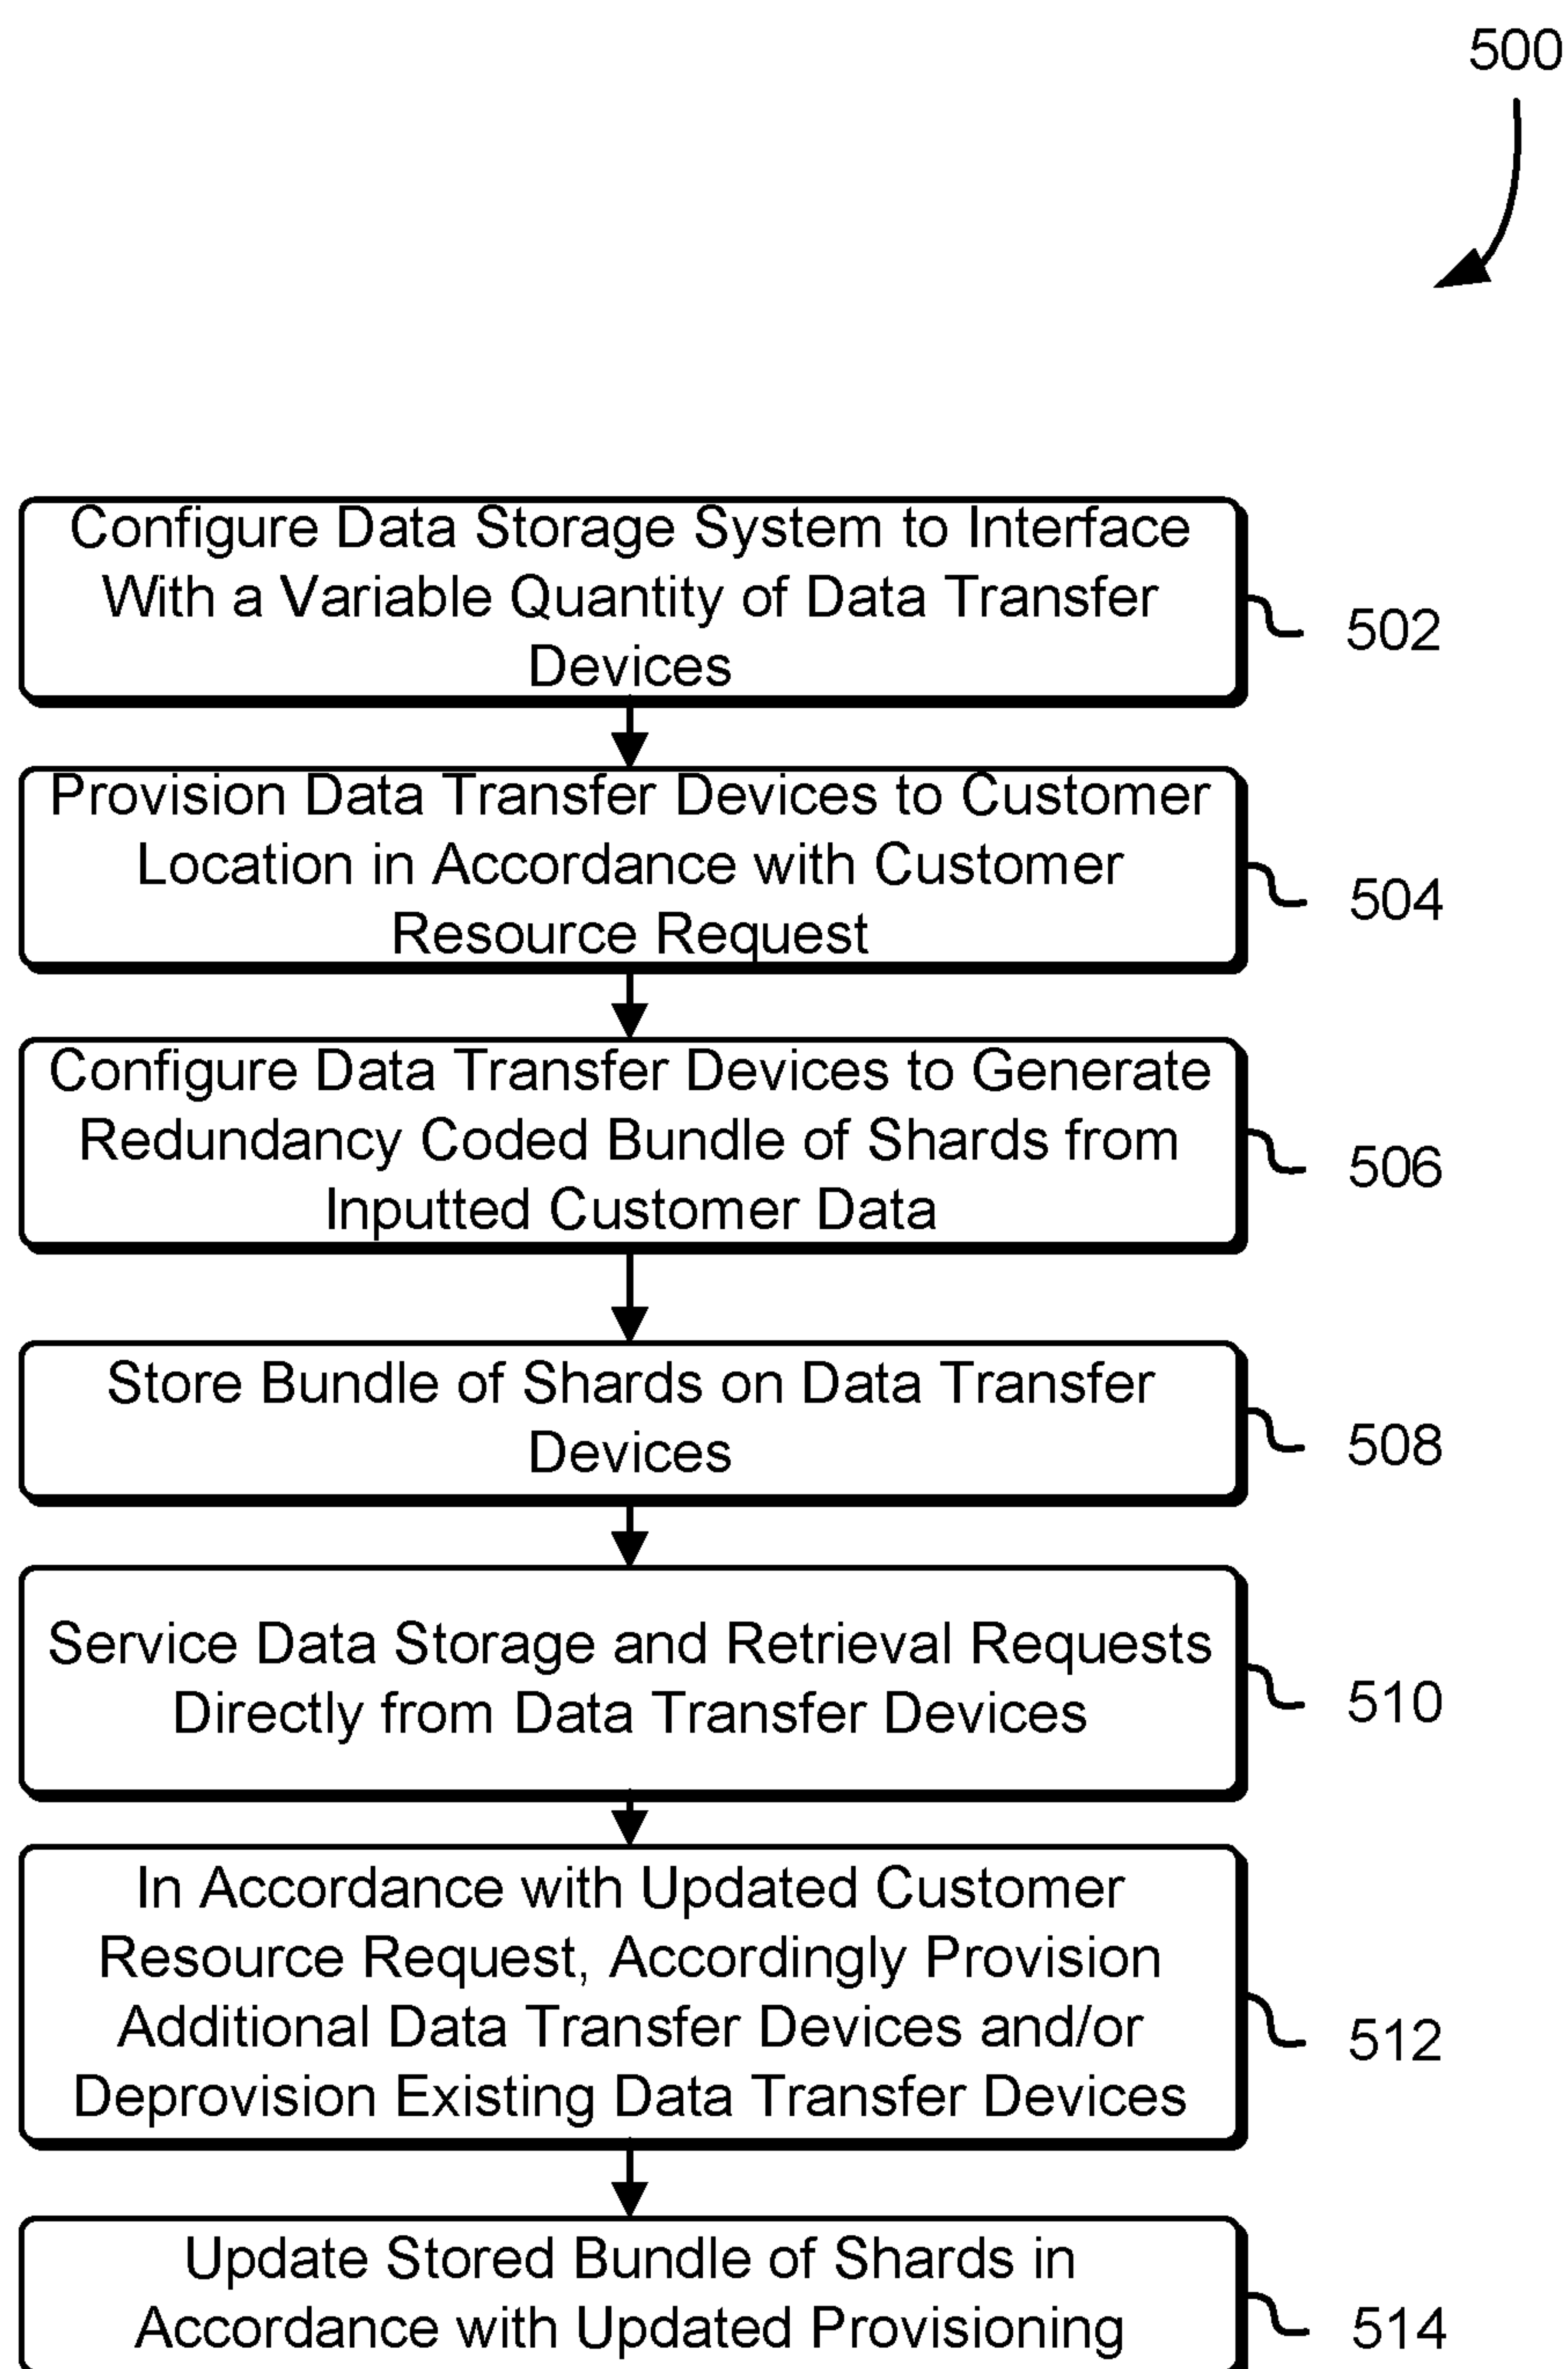 500
Configure Data Storage System to Interface
With a Variable Quantity of Data Transfer
Devices
502
Provision Data Transfer Devices to Customer
Location in Accordance with Customer
Resource Request
504
Configure Data Transfer Devices to Generate
Redundancy Coded Bundle of Shards from
Inputted Customer Data
506
Store Bundle of Shards on Data Transfer
Devices
508
Service Data Storage and Retrieval Requests
Directly from Data Transfer Devices
510
In Accordance with Updated Customer
Resource Request, Accordingly Provision
Additional Data Transfer Devices and/or
Deprovision Existing Data Transfer Devices
512
Update Stored Bundle of Shards in
Accordance with Updated Provisioning
514